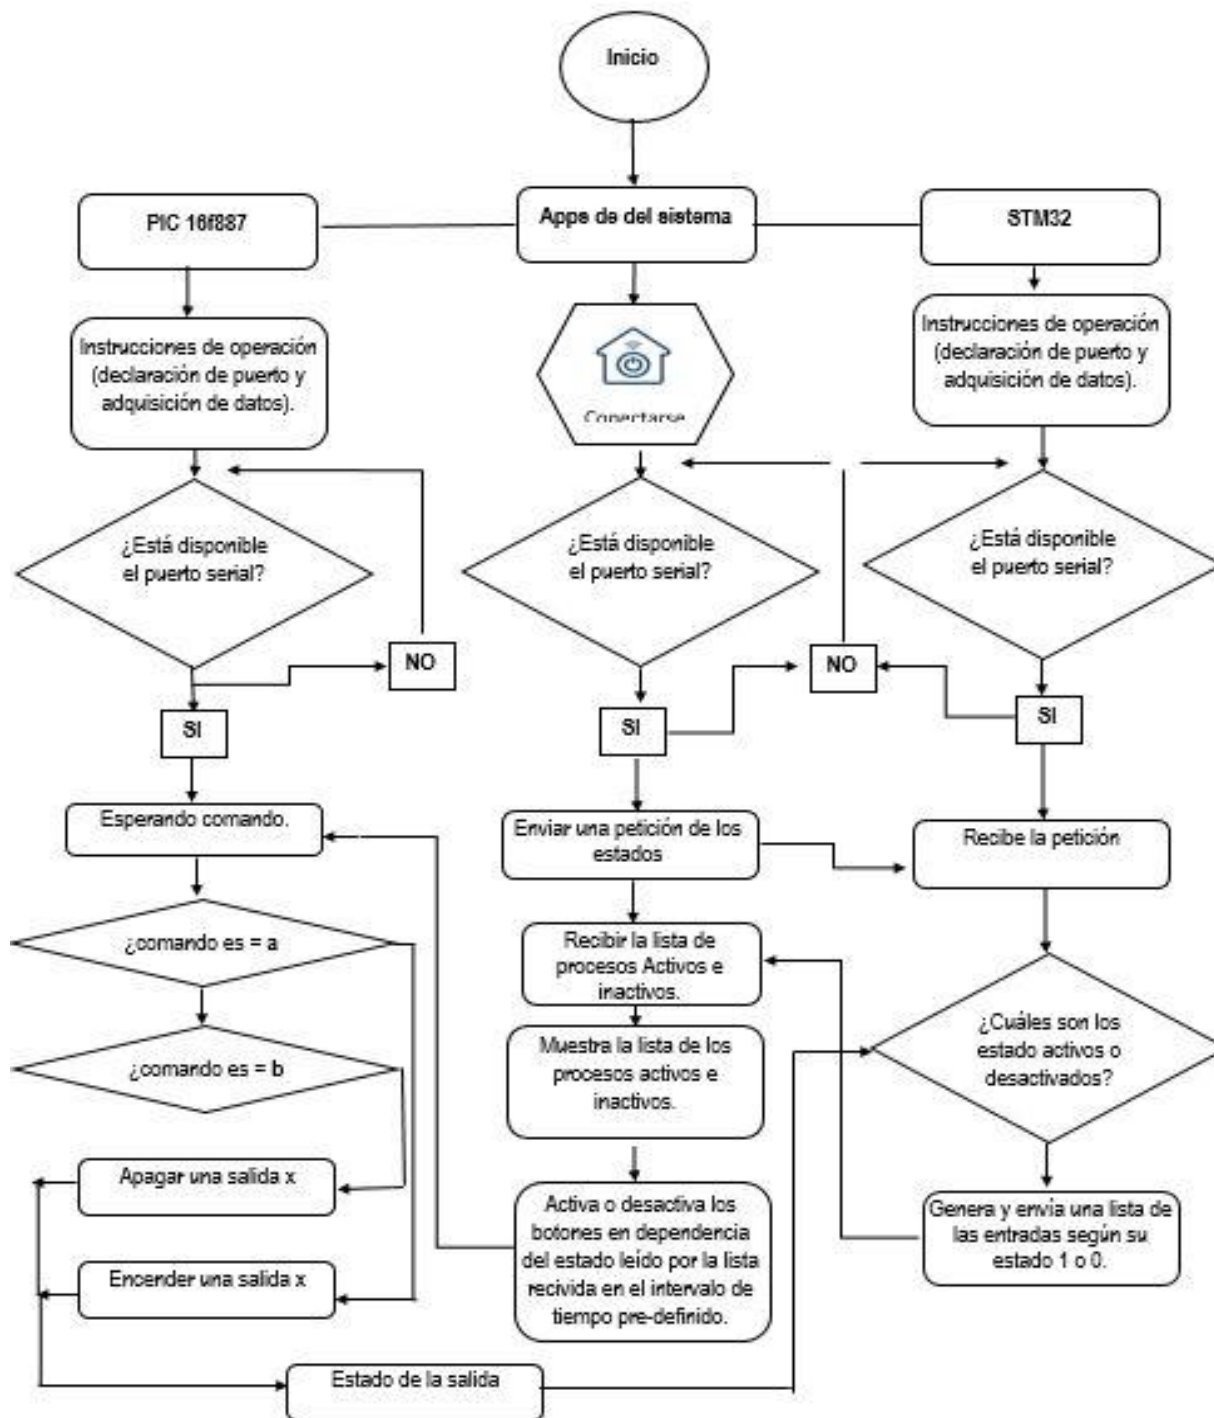 Inicio
PIC 16f887
Apps de del sistema
STM32
Instrucciones de operación
(declaración de puerto y
adquisición de datos).
Conectarse
Instrucciones de operación
(declaración de puerto y
adquisición de datos).
¿Está disponible
el puerto serial?
¿Está disponible
el puerto serial?
¿Está disponible
el puerto serial?
NO
NO
SI
SI
SI
Esperando comando.
Enviar una petición de los
estados
Recibe la petición
¿comando es = a
Recibir la lista de
procesos Activos e
inactivos.
¿Cuáles son los
estado activos o
desactivados?
¿comando es = b
Muestra la lista de los
procesos activos e
inactivos.
Apagar una salida x
Activa o desactiva los
botones en dependencia
del estado leído por la lista
recivida en el intervalo de
tiempo pre-definido.
Genera y envía una lista de
las entradas según su
estado 1 o 0.
Encender una salida x
Estado de la salida